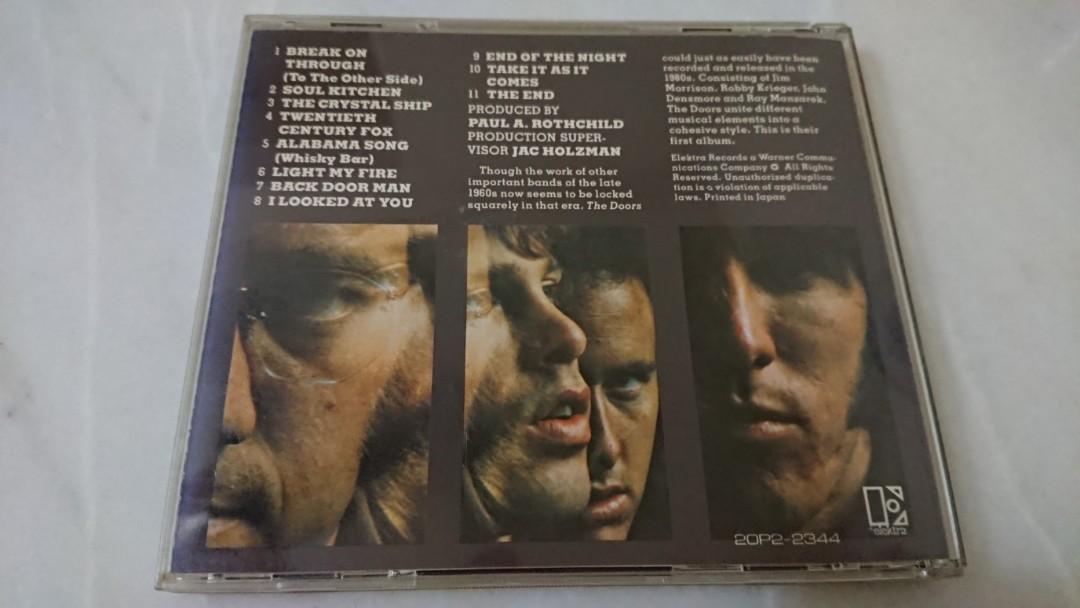 1 BREAK ON
THROUGH
(To The Other Side)
2 SOUL KITCHEN
3 THE CRYSTAL SHIP
4 TWENTIETH
CENTURY FOX
5 ALABAMA SONG
(Whisky Bar)
6 LIGHT MY FIRE
7 BACK DOOR MAN
8 I LOOKED AT YOU
9 END OF THE NIGHT
10 TAKE IT AS IT
COMES
11 THE END
PRODUCED BY
PAUL A. ROTHCHILD
PRODUCTION SUPER-
VISOR JAC HOLZMAN
Though the work of other
important bands of the late
1960s now seems to be locked
squarely in that era, The Doors
could just as easily have been
recorded and released in the
1980s. Consisting of Jim
Morrison, Robby Krieger, John
Densmore and Ray Manzarek,
The Doors unite different
musical elements into a
cohesive style. This is their
first album.
Elektra Records a Warner Commu-
nications Company All Rights
Reserved. Unauthorized duplica-
tion is a violation of applicable
laws. Printed in Japan
elektra
20P2-2344